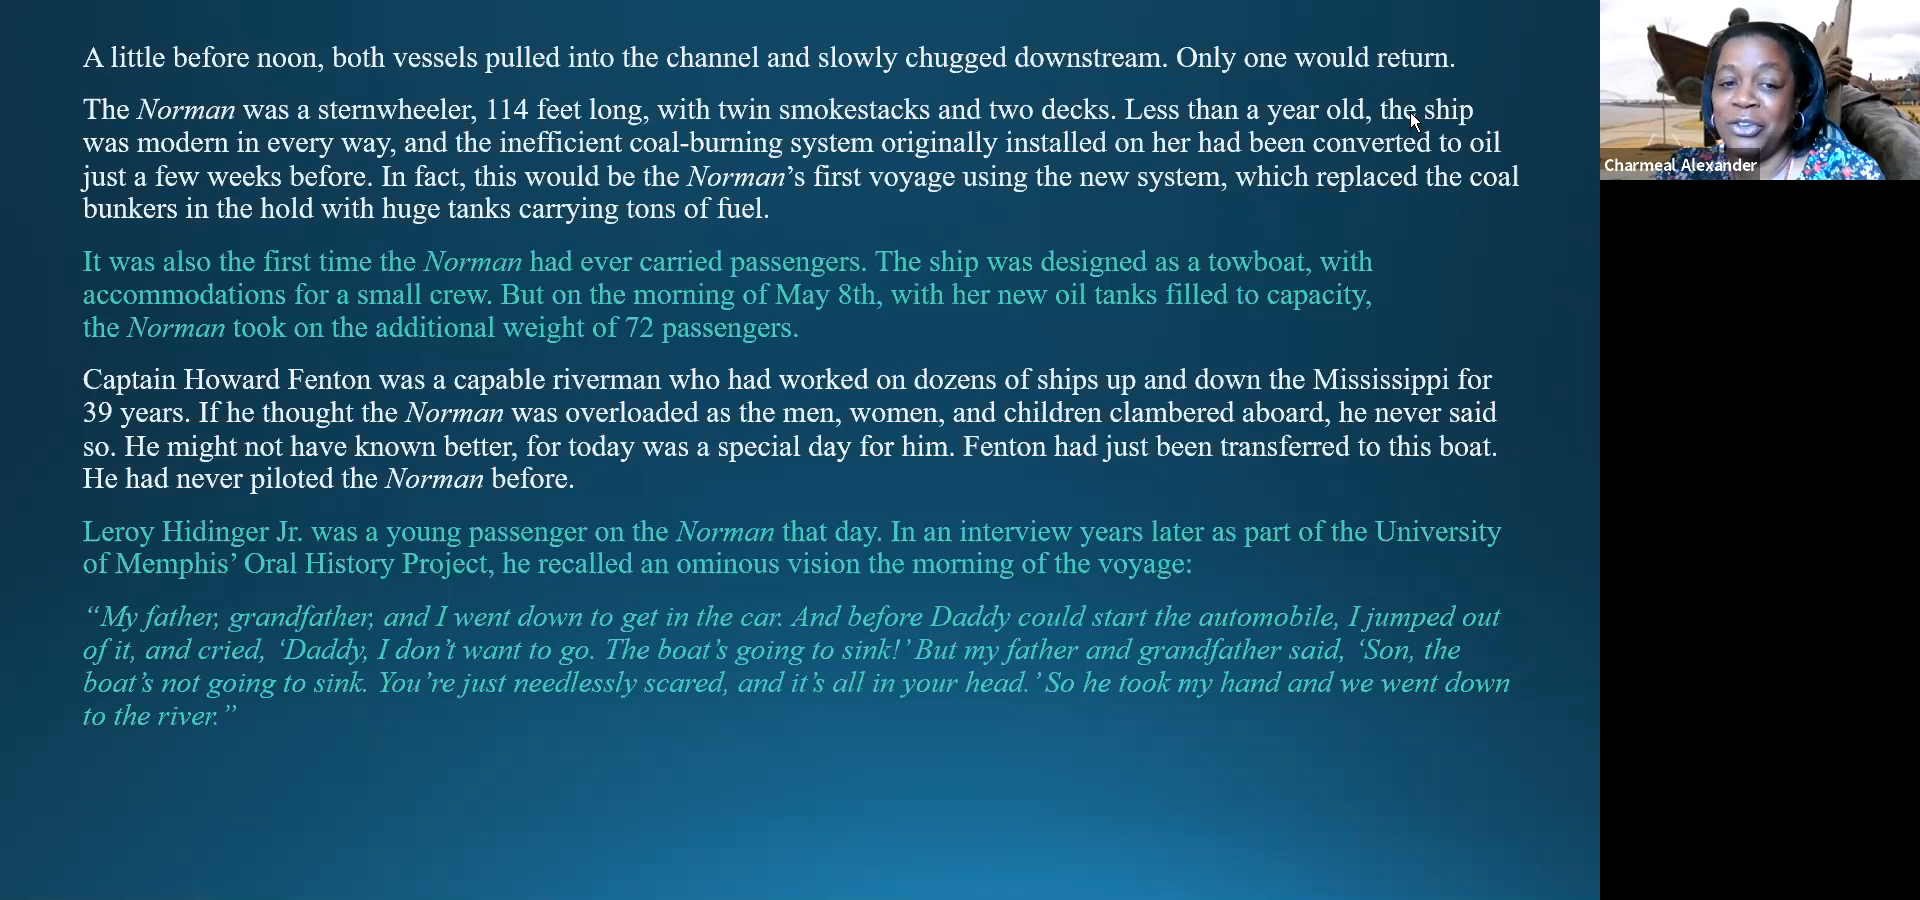 A little before noon, both vessels pulled into the channel and slowly chugged downstream. Only one would return.
The Norman was a sternwheeler, 114 feet long, with twin smokestacks and two decks. Less than a year old, the ship
was modern in every way, and the inefficient coal-burning system originally installed on her had been converted to oil
just a few weeks before. In fact, this would be the Norman’s first voyage using the new system, which replaced the coal
bunkers in the hold with huge tanks carrying tons of fuel.
It was also the first time the Norman had ever carried passengers. The ship was designed as a towboat, with
accommodations for a small crew. But on the morning of May 8th, with her new oil tanks filled to capacity,
the Norman took on the additional weight of 72 passengers.
Captain Howard Fenton was a capable riverman who had worked on dozens of ships up and down the Mississippi for
39 years. If he thought the Norman was overloaded as the men, women, and children clambered aboard, he never said
so. He might not have known better, for today was a special day for him. Fenton had just been transferred to this boat.
He had never piloted the Norman before.
Leroy Hidinger Jr. was a young passenger on the Norman that day. In an interview years later as part of the University
of Memphis’ Oral History Project, he recalled an ominous vision the morning of the voyage:
“My father, grandfather, and I went down to get in the car. And before Daddy could start the automobile, I jumped out
of it, and cried, ‘Daddy, I don’t want to go. The boat’s going to sink!’ But my father and grandfather said, ‘Son, the
boat’s not going to sink. You’re just needlessly scared, and it’s all in your head.’ So he took my hand and we went down
to the river.”
Charmeal Alexander